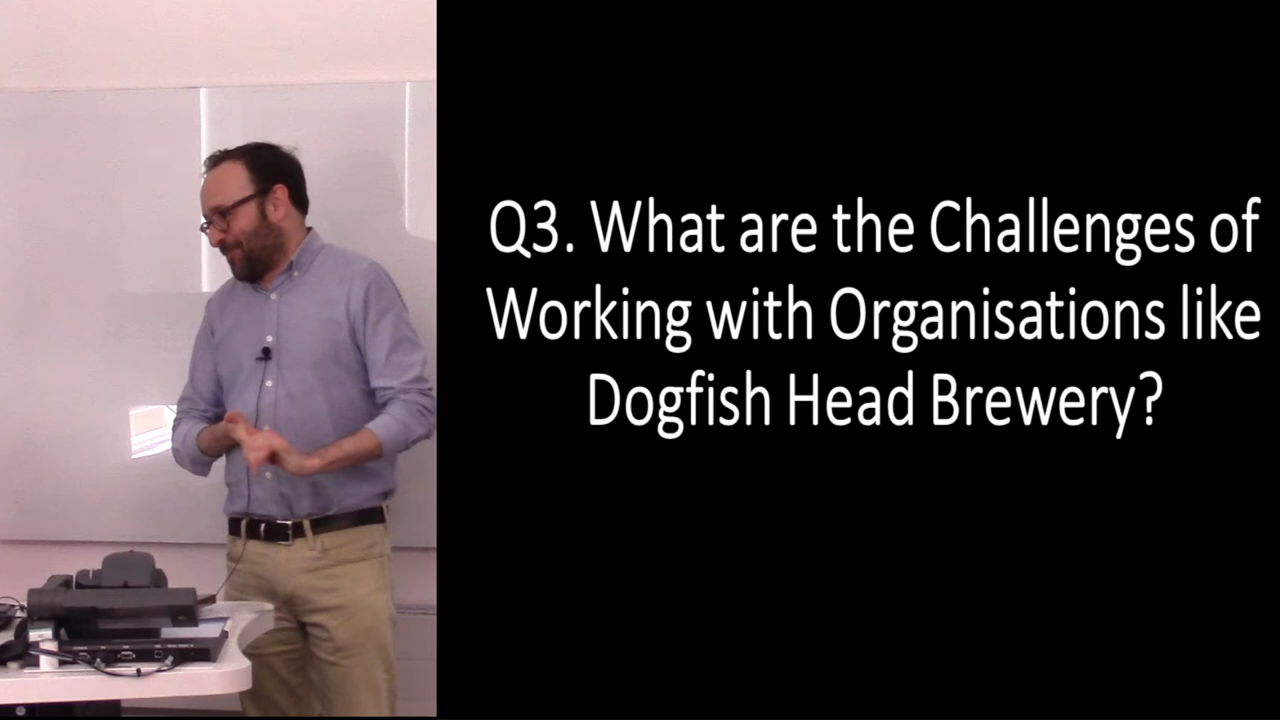 Q3. What are the Challenges of
Working with Organisations like
Dogfish Head Brewery?